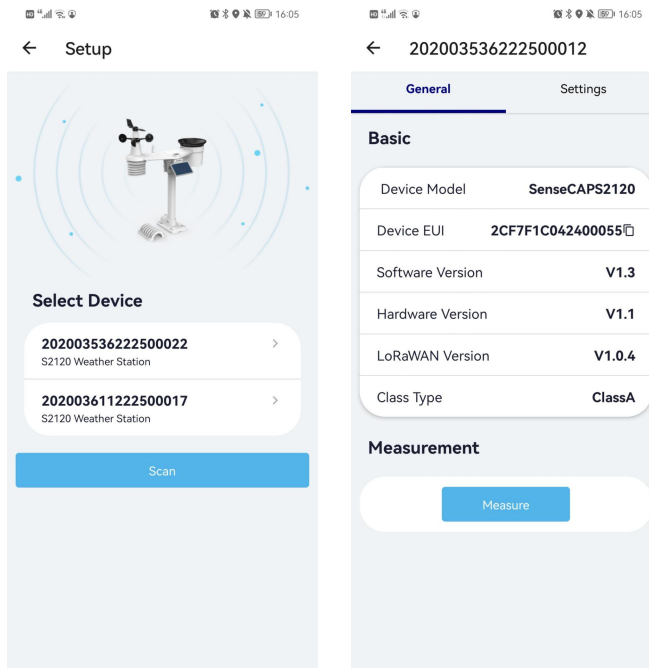 16:05
Setup
Select Device
202003536222500022
S2120 Weather Station
202003611222500017
S2120 Weather Station
Scan
16:05
202003536222500012
General Settings
Basic
Device Model SenseCAPS2120
Device EUI 2CF7F1C042400055
Software Version V1.3
Hardware Version V1.1
LoRaWAN Version V1.0.4
Class Type ClassA
Measurement
Measure